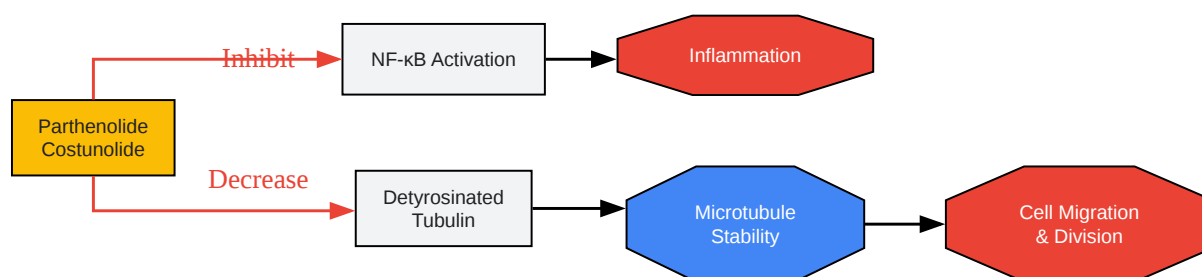 Inhibit
NF-κB Activation
Inflammation
Parthenolide
Costunolide
Decrease
Detyrosinated
Tubulin
Microtubule
Stability
Cell Migration
& Division